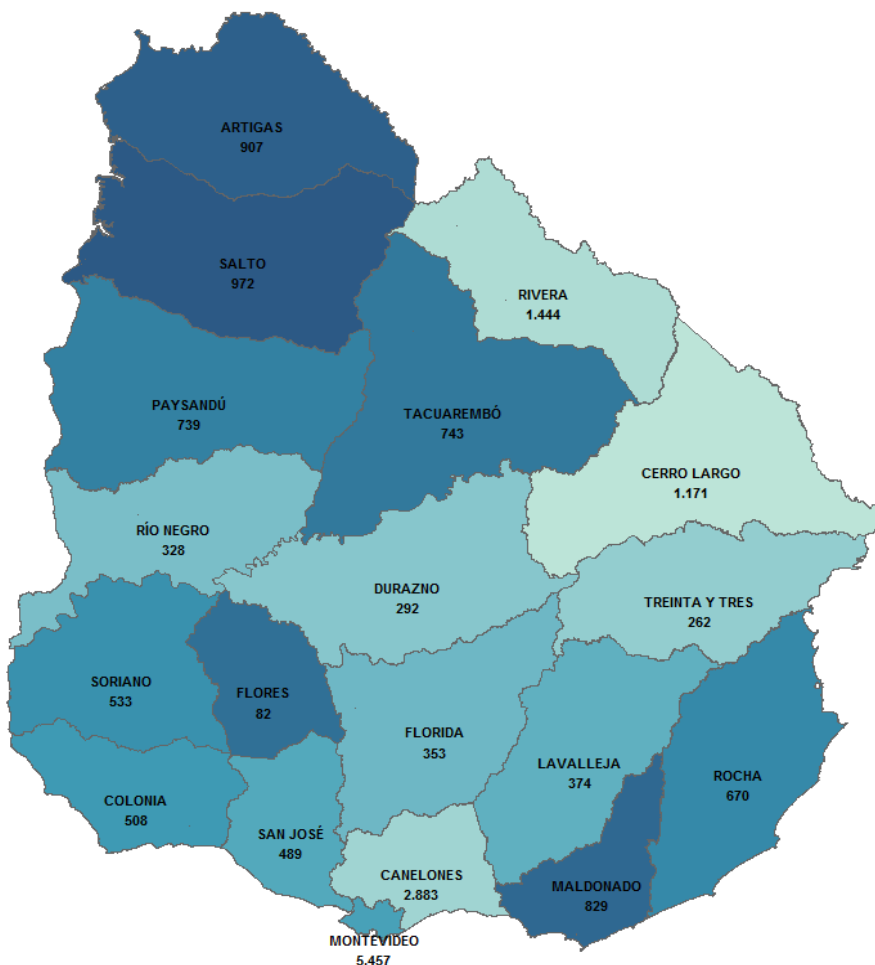 ARTIGAS
907
SALTO
972
RIVERA
1.444
PAYSANDÚ
739
TACUAREMBÓ
743
CERRO LARGO
1.171
RÍO NEGRO
328
DURAZNO
292
TREINTA Y TRES
262
SORIANO
533
FLORES
82
FLORIDA
353
LAVALLEJA
374
ROCHA
670
COLONIA
508
SAN JOSÉ
489
CANELONES
2.883
MALDONADO
829
MONTEVIDEO
5.457